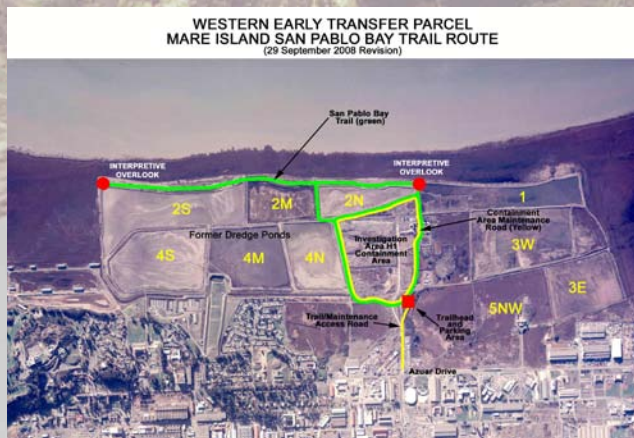 WESTERN EARLY TRANSFER PARCEL
MARE ISLAND SAN PABLO BAY TRAIL ROUTE
(29 September 2008 Revision)
San Pablo Bay
Trail (green)
INTERPRETIVE
OVERLOOK
INTERPRETIVE
OVERLOOK
2S
2M
2N
1
Containment
Area Maintenance
Road (Yellow)
Former Dredge Ponds
Investigation
Area H1
Containment
Area
4S
4M
4N
3W
3E
5NW
Trail/Maintenance
Access Road
Trailhead
and
Parking
Area
Azuar Drive